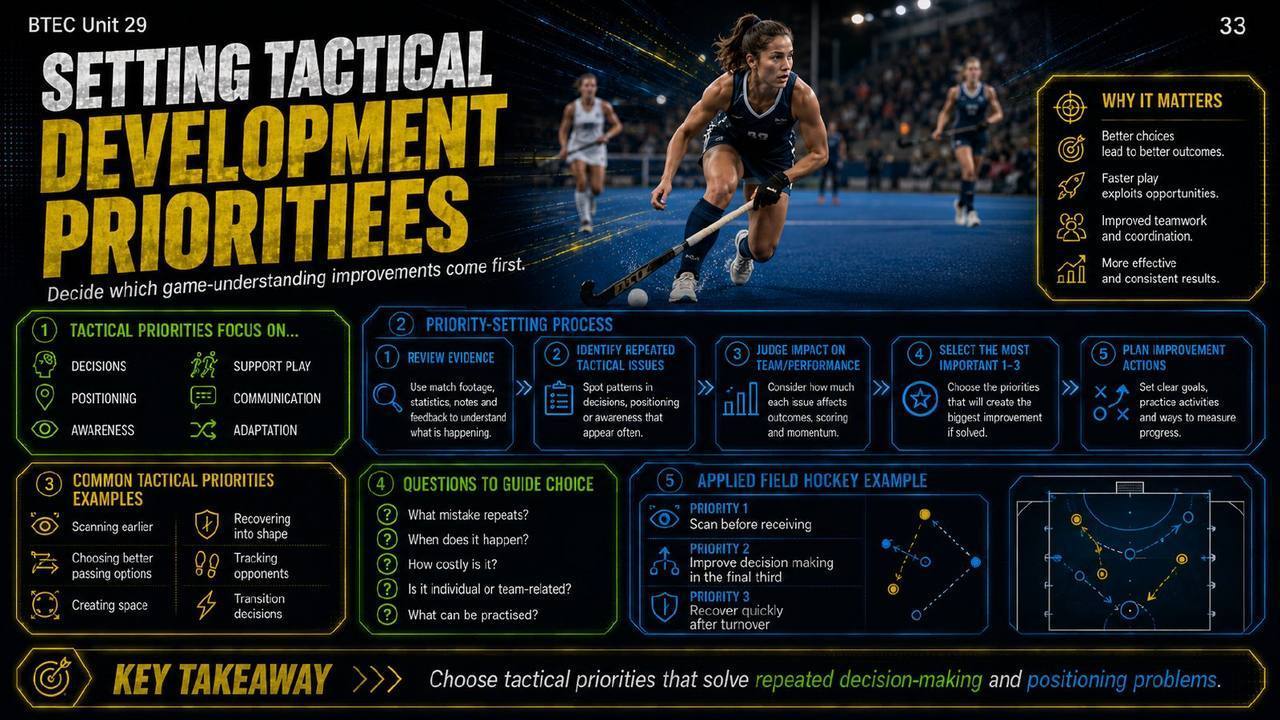 BTEC Unit 29
33
SETTING TACTICAL
DEVELOPMENT
PRIORITIEES
Decide which game-understanding improvements come first.
WHY IT MATTERS
Better choices
lead to better outcomes.
Faster play
exploits opportunities.
Improved teamwork
and coordination.
More effective
and consistent results.
1 TACTICAL PRIORITIES FOCUS ON...
DECISIONS
POSITIONING
AWARENESS
SUPPORT PLAY
COMMUNICATION
ADAPTATION
2 PRIORITY-SETTING PROCESS
1 REVIEW EVIDENCE
Use match footage,
statistics, notes and
feedback to understand
what is happening.
2 IDENTIFY REPEATED
TACTICAL ISSUES
Spot patterns in
decisions, positioning
or awareness that
appear often.
3 JUDGE IMPACT ON
TEAM/PERFORMANCE
Consider how much
each issue affects
outcomes, scoring
and momentum.
4 SELECT THE MOST
IMPORTANT 1–3
Choose the priorities
that will create the
biggest improvement
if solved.
5 PLAN IMPROVEMENT
ACTIONS
Set clear goals,
practice activities
and ways to measure
progress.
3 COMMON TACTICAL PRIORITIES
EXAMPLES
Scanning earlier
Choosing better
passing options
Creating space
Recovering
into shape
Tracking
opponents
Transition
decisions
4 QUESTIONS TO GUIDE CHOICE
? What mistake repeats?
? When does it happen?
? How costly is it?
? Is it individual or team-related?
? What can be practised?
5 APPLIED FIELD HOCKEY EXAMPLE
PRIORITY 1
Scan before receiving
PRIORITY 2
Improve decision making
in the final third
PRIORITY 3
Recover quickly
after turnover
KEY TAKEAWAY
Choose tactical priorities that solve repeated decision-making and positioning problems.